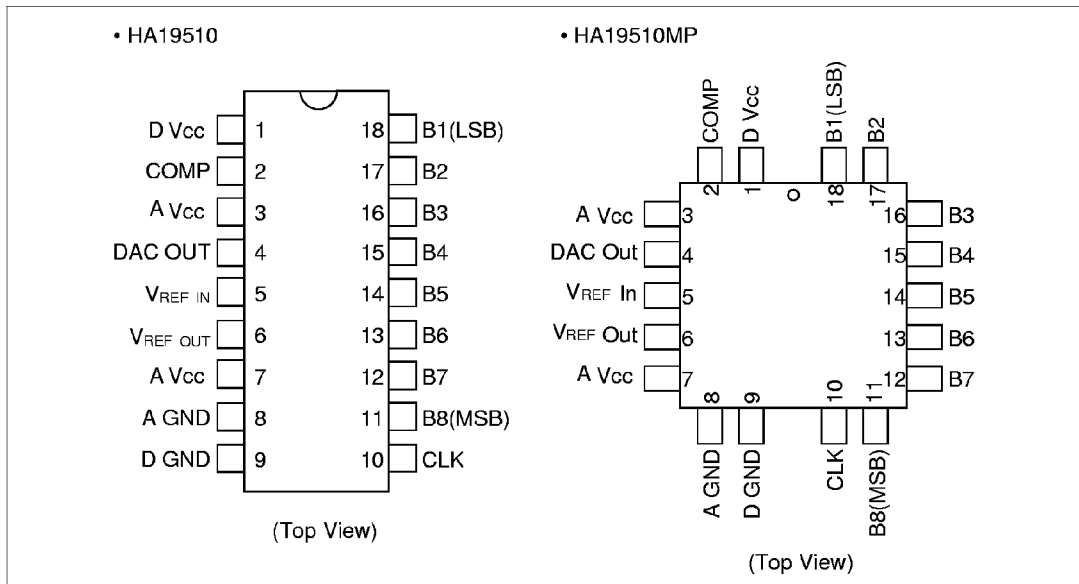 • HA19510
D Vcc 1 18 B1(LSB)
COMP 2 17 B2
A Vcc 3 16 B3
DAC OUT 4 15 B4
VREF IN 5 14 B5
VREF OUT 6 13 B6
A Vcc 7 12 B7
A GND 8 11 B8(MSB)
D GND 9 10 CLK
(Top View)
• HA19510MP
COMP D Vcc B1(LSB) B2
2 1 18 17
A Vcc 3 16 B3
DAC Out 4 15 B4
VREF In 5 14 B5
VREF Out 6 13 B6
A Vcc 7 12 B7
8 9 10 11
A GND D GND CLK B8(MSB)
(Top View)